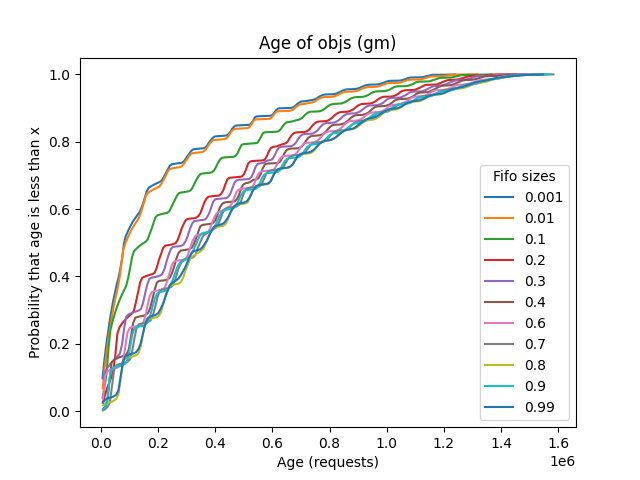 Age of objs (gm)
Probability that age is less than x
1.0
0.8
0.6
0.4
0.2
0.0
Fifo sizes
0.001
0.01
0.1
0.2
0.3
0.4
0.6
0.7
0.8
0.9
0.99
0.0 0.2 0.4 0.6 0.8 1.0 1.2 1.4 1.6
1e6
Age (requests)